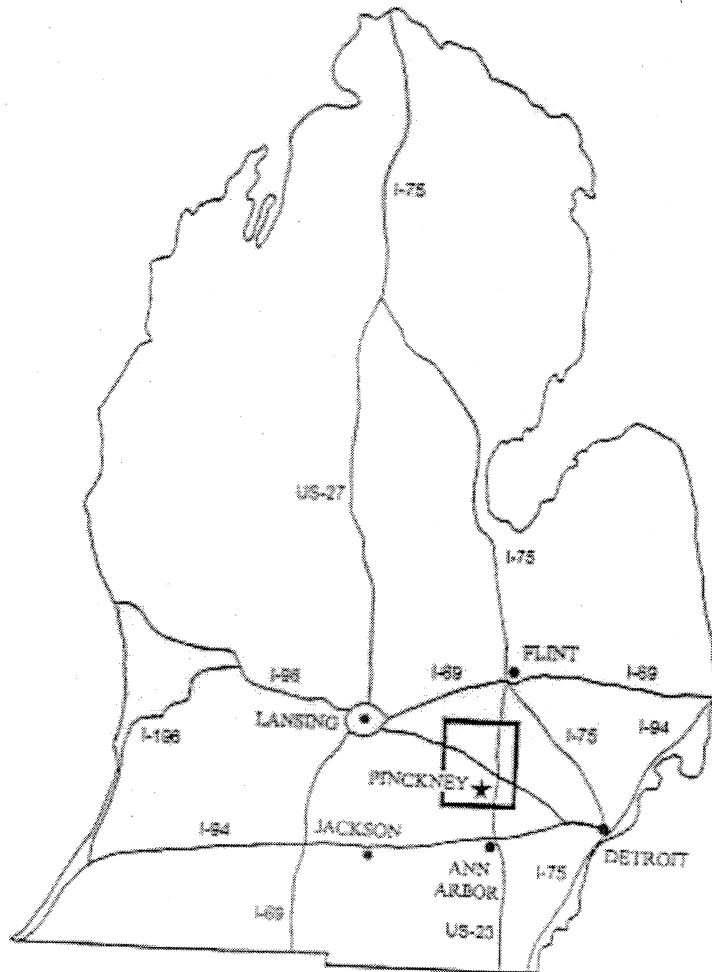 I-75
US-27
I-75
FLINT
I-69
I-69
I-96
LANSING
I-94
I-196
I-75
PINCKNEY
JACKSON
I-94
DETROIT
ANN
ARBOR
I-75
I-69
US-23